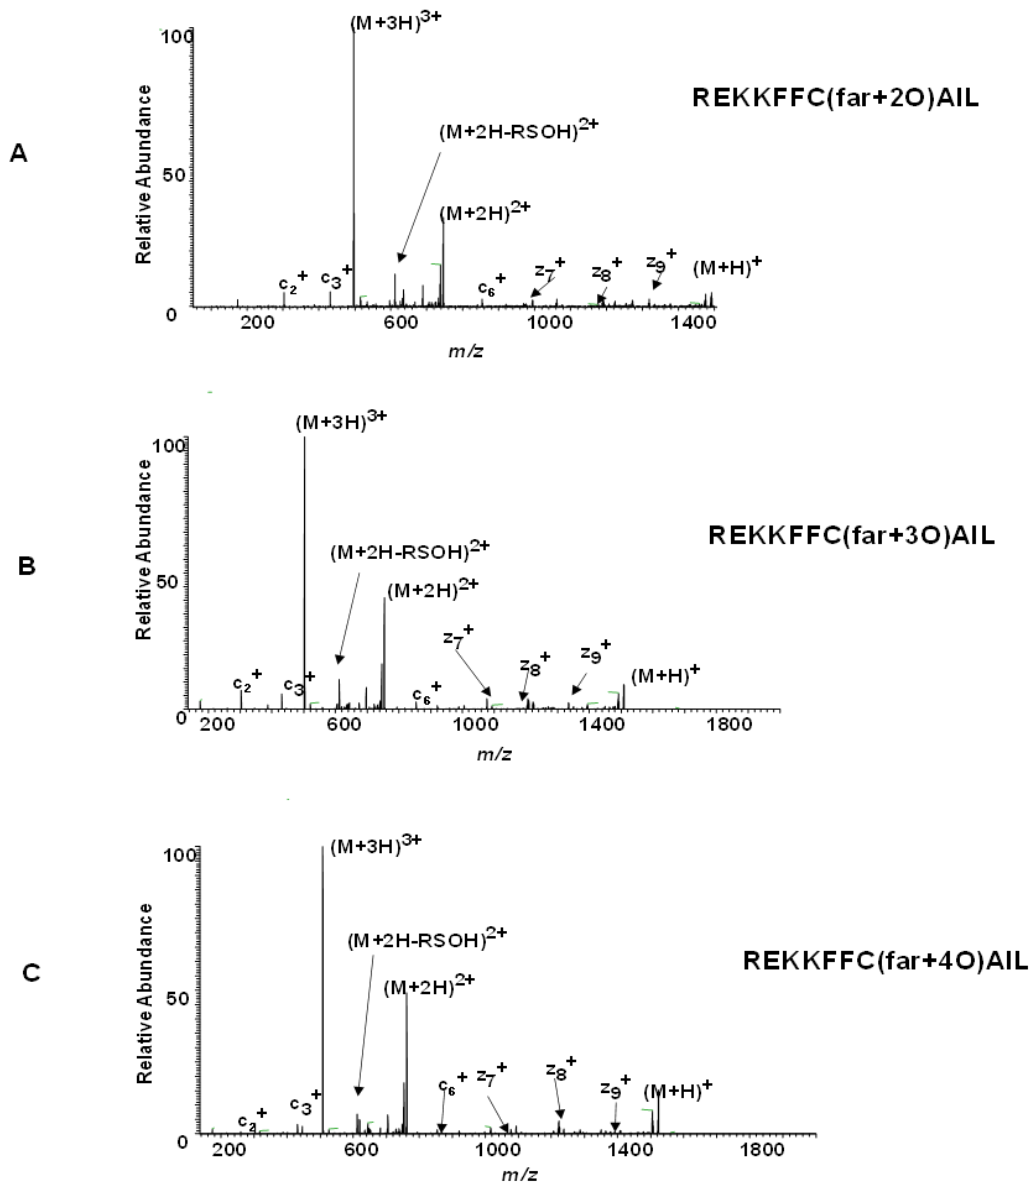 A
Relative Abundance
100
50
0
(M+3H)3+
(M+2H-RSOH)2+
(M+2H)2+
c2+
c3+
c6+
z7+
z8+
z9+
(M+H)+
REKKFFC(far+2O)AIL
200 600 1000 1400
m/z
B
Relative Abundance
100
50
0
(M+3H)3+
(M+2H-RSOH)2+
(M+2H)2+
c2+
c3+
c6+
z7+
z8+
z9+
(M+H)+
REKKFFC(far+3O)AIL
200 600 1000 1400 1800
m/z
C
Relative Abundance
100
50
0
(M+3H)3+
(M+2H-RSOH)2+
(M+2H)2+
c2+
c3+
c6+
z7+
z8+
z9+
(M+H)+
REKKFFC(far+4O)AIL
200 600 1000 1400 1800
m/z